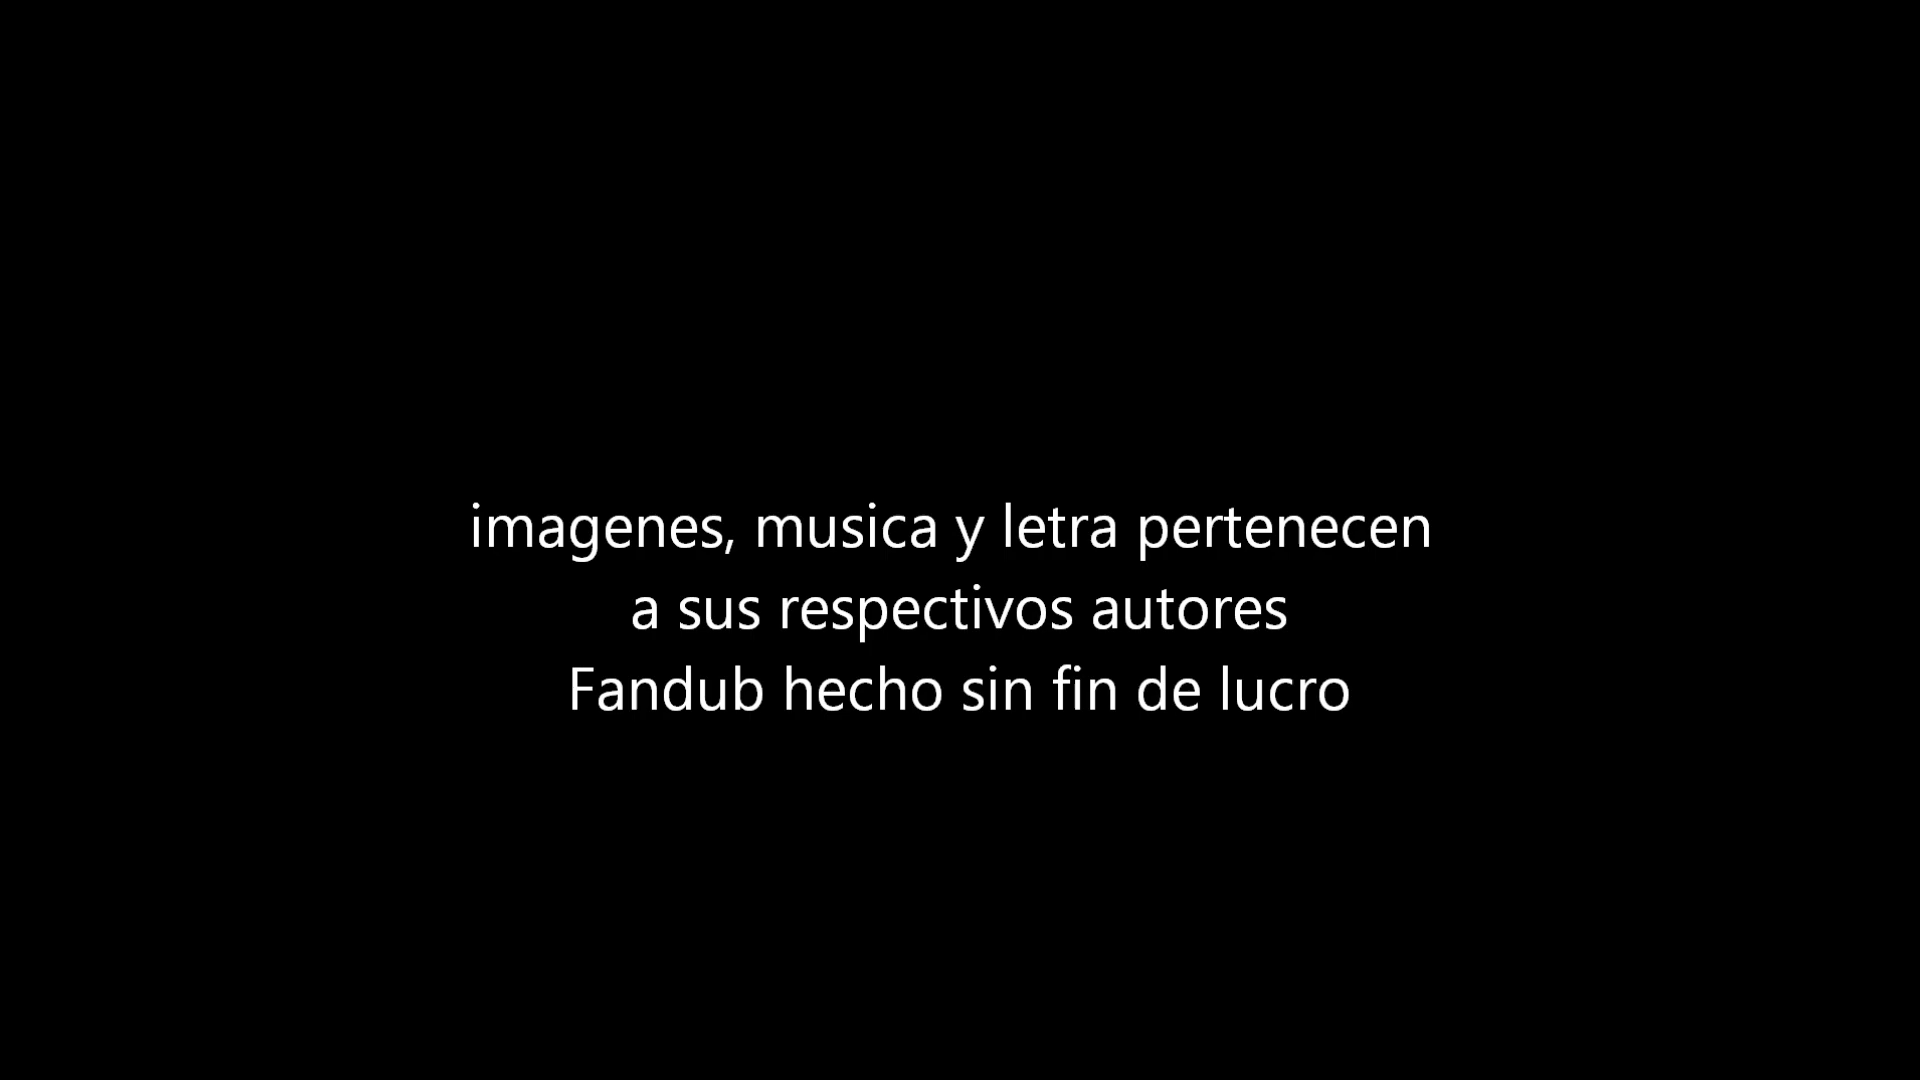 imagenes, musica y letra pertenecen
a sus respectivos autores
Fandub hecho sin fin de lucro